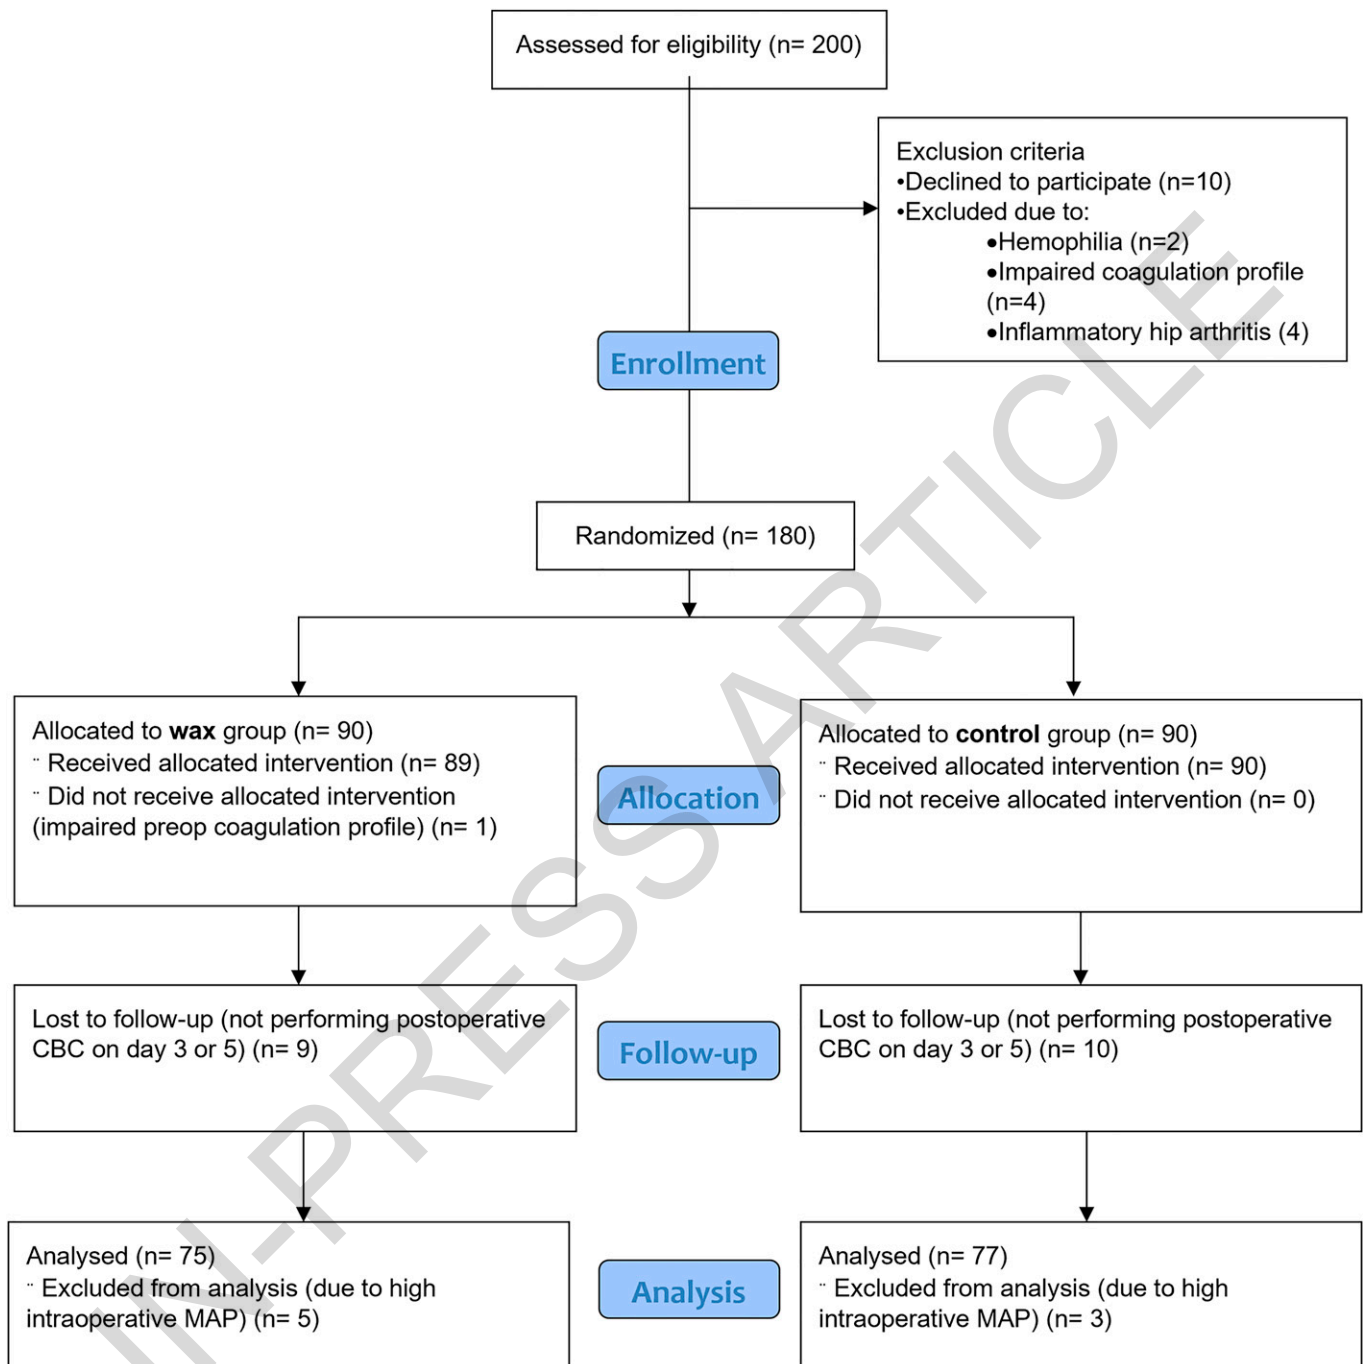 Assessed for eligibility (n= 200)
Exclusion criteria
•Declined to participate (n=10)
•Excluded due to:
•Hemophilia (n=2)
•Impaired coagulation profile
(n=4)
•Inflammatory hip arthritis (4)
Enrollment
Randomized (n= 180)
Allocated to wax group (n= 90)
¨ Received allocated intervention (n= 89)
¨ Did not receive allocated intervention
(impaired preop coagulation profile) (n= 1)
Allocation
Allocated to control group (n= 90)
¨ Received allocated intervention (n= 90)
¨ Did not receive allocated intervention (n= 0)
Lost to follow-up (not performing postoperative
CBC on day 3 or 5) (n= 9)
Follow-up
Lost to follow-up (not performing postoperative
CBC on day 3 or 5) (n= 10)
Analysed (n= 75)
¨ Excluded from analysis (due to high
intraoperative MAP) (n= 5)
Analysis
Analysed (n= 77)
¨ Excluded from analysis (due to high
intraoperative MAP) (n= 3)
IN-PRESS ARTICLE